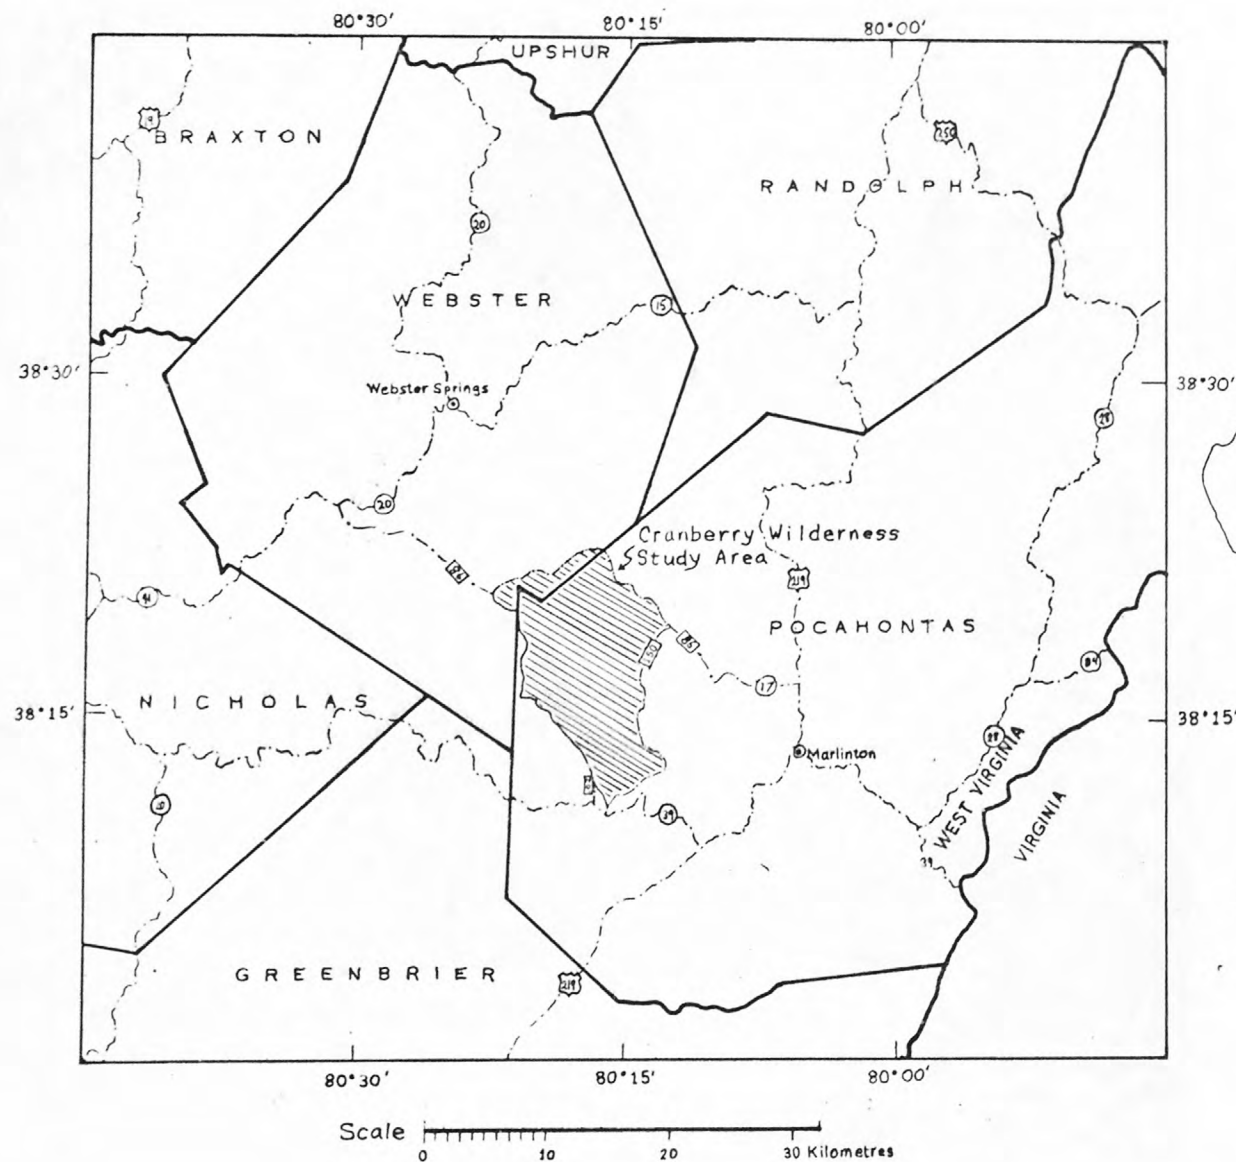 80°30' 80°15' 80°00'
UPSHUR
19
BRAXTON
250
RANDOLPH
20
WEBSTER
15
38°30'
38°30'
Webster Springs
28
20
Cranberry Wilderness
Study Area
86
219
41
POCAHONTAS
150
86
84
NICHOLAS
17
38°15'
38°15'
28
Marlinton
39
WEST VIRGINIA
VIRGINIA
39
GREENBRIER
219
80°30' 80°15' 80°00'
Scale
0 10 20 30 Kilometres